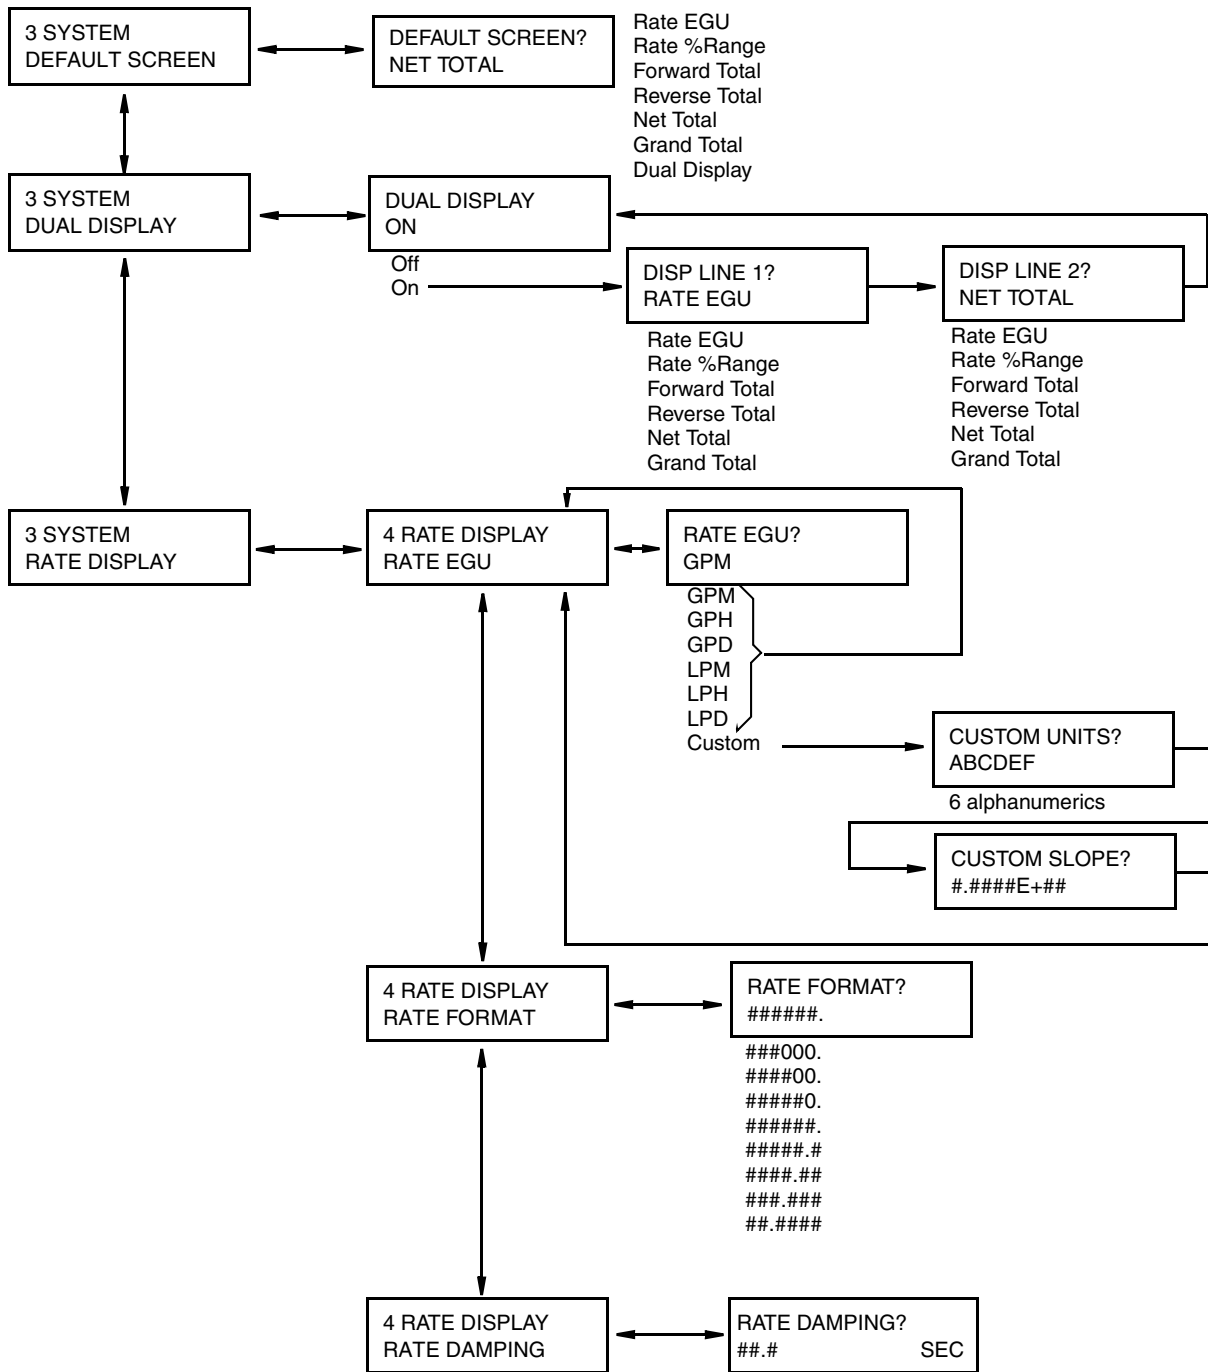 3 SYSTEM
DEFAULT SCREEN
DEFAULT SCREEN?
NET TOTAL
Rate EGU
Rate %Range
Forward Total
Reverse Total
Net Total
Grand Total
Dual Display
3 SYSTEM
DUAL DISPLAY
DUAL DISPLAY
ON
Off
On
DISP LINE 1?
RATE EGU
Rate EGU
Rate %Range
Forward Total
Reverse Total
Net Total
Grand Total
DISP LINE 2?
NET TOTAL
Rate EGU
Rate %Range
Forward Total
Reverse Total
Net Total
Grand Total
3 SYSTEM
RATE DISPLAY
4 RATE DISPLAY
RATE EGU
RATE EGU?
GPM
GPM
GPH
GPD
LPM
LPH
LPD
Custom
CUSTOM UNITS?
ABCDEF
6 alphanumerics
CUSTOM SLOPE?
#.####E+##
4 RATE DISPLAY
RATE FORMAT
RATE FORMAT?
######.
###000.
####00.
#####0.
######.
#####.#
####.##
###.###
##.####
4 RATE DISPLAY
RATE DAMPING
RATE DAMPING?
##.# SEC